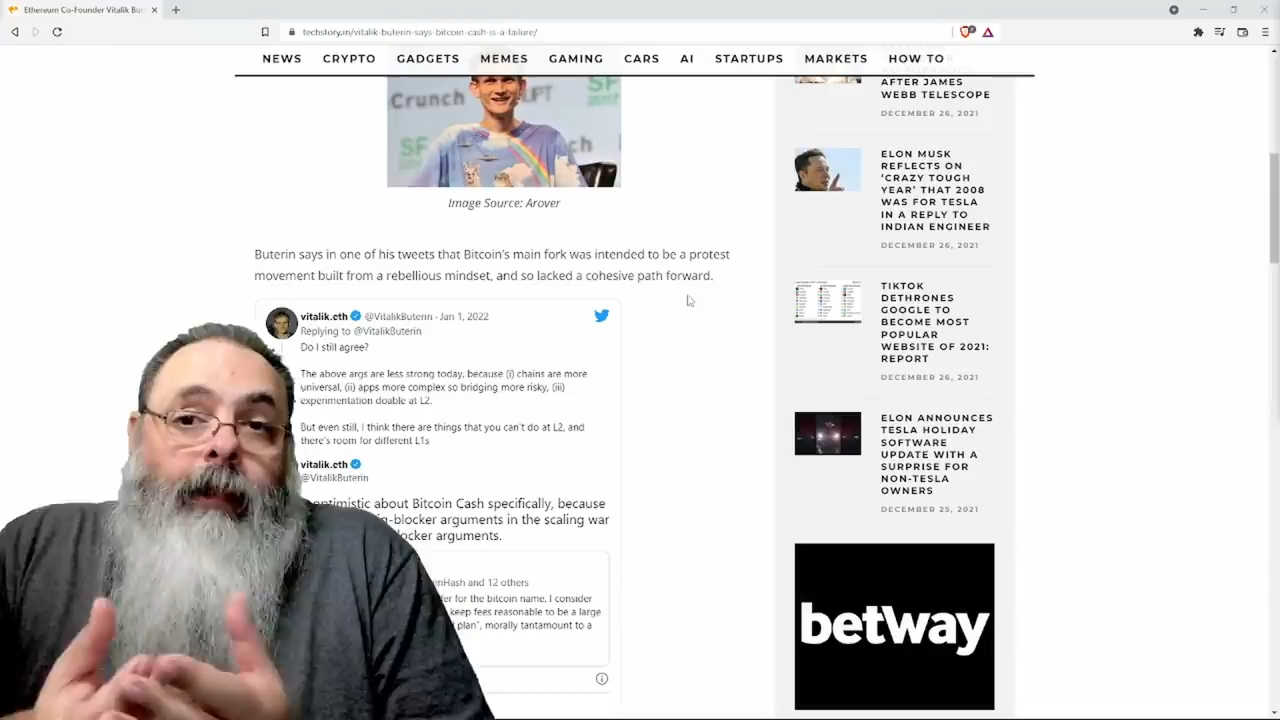 Ethereum Co-Founder Vitalik But
techstory.in/vitalik-buterin-says-bitcoin-cash-is-a-failure/
NEWS CRYPTO GADGETS MEMES GAMING CARS AI STARTUPS MARKETS HOW TO
Crunch
SF
SF
Image Source: Arover
Buterin says in one of his tweets that Bitcoin's main fork was intended to be a protest
movement built from a rebellious mindset, and so lacked a cohesive path forward.
vitalik.eth @VitalikButerin · Jan 1, 2022
Replying to @VitalikButerin
Do I still agree?
The above args are less strong today, because (i) chains are more
universal, (ii) apps more complex so bridging more risky, (iii)
experimentation doable at L2.
But even still, I think there are things that you can't do at L2, and
there's room for different L1s
vitalik.eth
@VitalikButerin
optimistic about Bitcoin Cash specifically, because
-blocker arguments in the scaling war
arguments.
and 12 others
for the bitcoin name. I consider
keep fees reasonable to be a large
plan", morally tantamount to a
AFTER JAMES
WEBB TELESCOPE
DECEMBER 26, 2021
ELON MUSK
REFLECTS ON
'CRAZY TOUGH
YEAR' THAT 2008
WAS FOR TESLA
IN A REPLY TO
INDIAN ENGINEER
DECEMBER 26, 2021
TIKTOK
DETHRONES
GOOGLE TO
BECOME MOST
POPULAR
WEBSITE OF 2021:
REPORT
DECEMBER 26, 2021
ELON ANNOUNCES
TESLA HOLIDAY
SOFTWARE
UPDATE WITH A
SURPRISE FOR
NON-TESLA
OWNERS
DECEMBER 25, 2021
betway